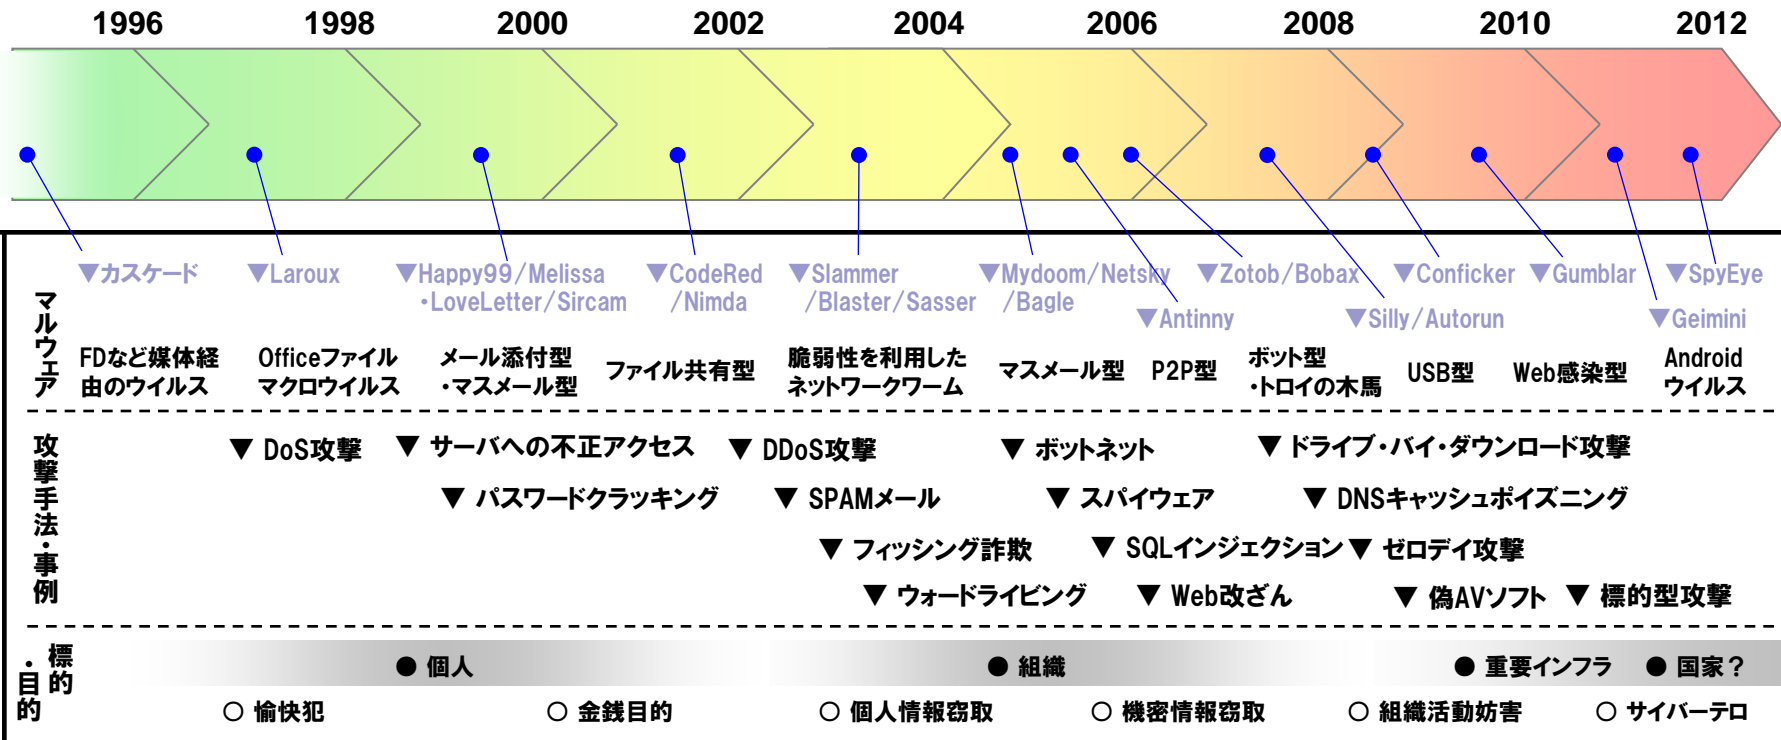 1996 1998 2000 2002 2004 2006 2008 2010 2012
マルウェア
▼カスケード ▼Laroux ▼Happy99/Melissa ▼CodeRed ▼Slammer ▼Mydoom/Netsky ▼Zotob/Bobax ▼Conficker ▼Gumblar ▼SpyEye
・LoveLetter/Sircam /Nimda /Blaster/Sasser /Bagle
▼Antinny ▼Silly/Autorun ▼Geimini
FDなど媒体経 Officeファイル メール添付型 ファイル共有型 脆弱性を利用した マスメール型 P2P型 ボット型 USB型 Web感染型 Android
由のウイルス マクロウイルス ・マスメール型 ネットワークワーム ・トロイの木馬 ウイルス
攻撃手法・事例
▼ DoS攻撃 ▼ サーバへの不正アクセス ▼ DDoS攻撃 ▼ ボットネット ▼ ドライブ・バイ・ダウンロード攻撃
▼ パスワードクラッキング ▼ SPAMメール ▼ スパイウェア ▼ DNSキャッシュポイズニング
▼ フィッシング詐欺 ▼ SQLインジェクション ▼ ゼロデイ攻撃
▼ ウォードライビング ▼ Web改ざん ▼ 偽AVソフト ▼ 標的型攻撃
標的
・目的
● 個人 ● 組織 ● 重要インフラ ● 国家？
○ 愉快犯 ○ 金銭目的 ○ 個人情報窃取 ○ 機密情報窃取 ○ 組織活動妨害 ○ サイバーテロ